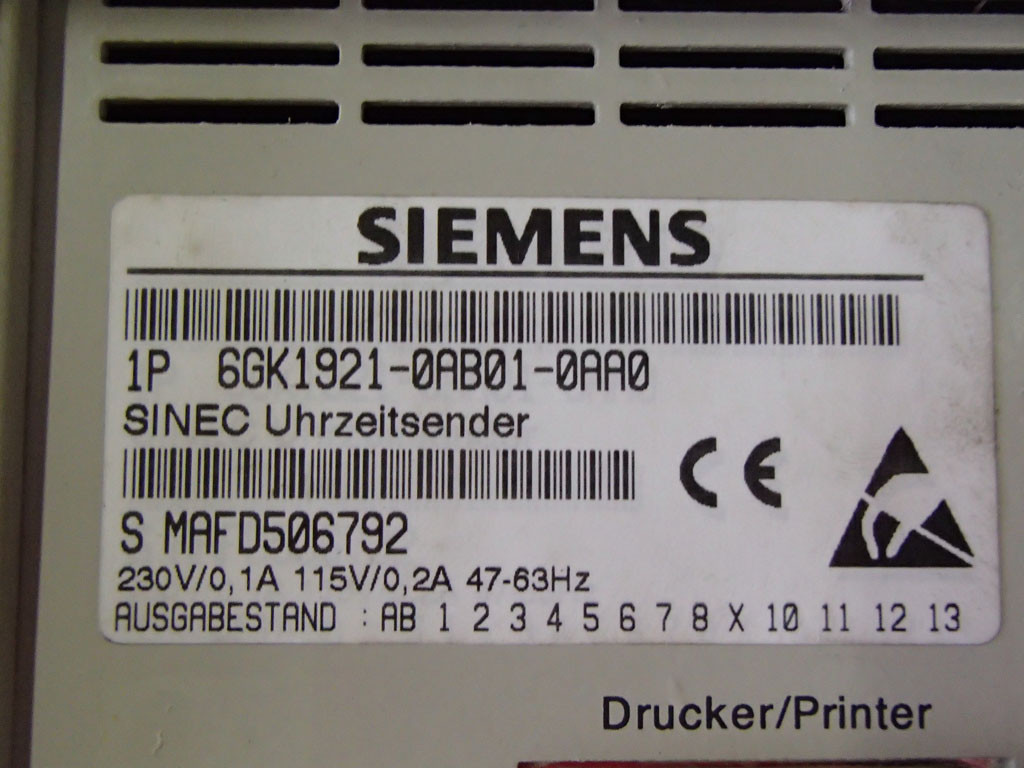 SIEMENS
1P 6GK1921-0AB01-0AA0
SINEC Uhrzeitsender
CE
S MAFD506792
230V/0,1A 115V/0,2A 47-63Hz
AUSGABESTAND : AB 1 2 3 4 5 6 7 8 X 10 11 12 13
Drucker/Printer